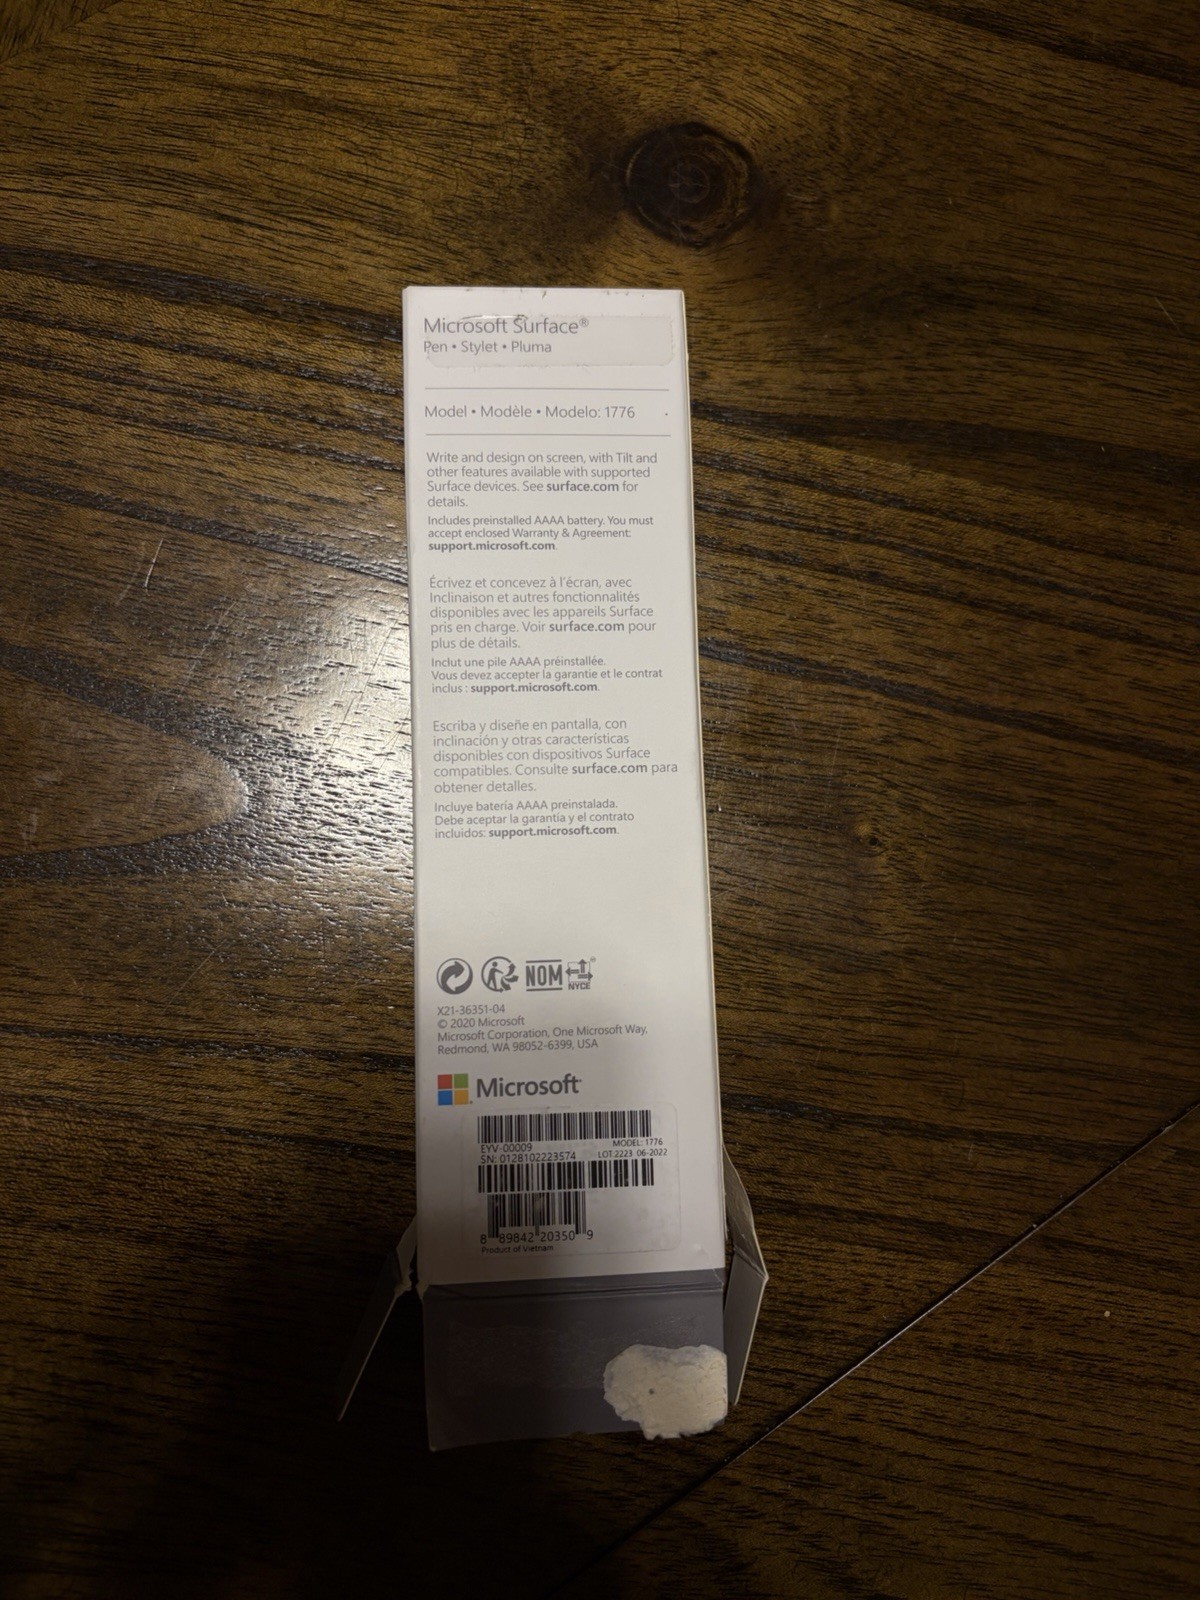 Microsoft Surface®
Pen • Stylet • Pluma
Model • Modèle • Modelo: 1776
Write and design on screen, with Tilt and
other features available with supported
Surface devices. See surface.com for
details.
Includes preinstalled AAAA battery. You must
accept enclosed Warranty & Agreement:
support.microsoft.com.
Écrivez et concevez à l'écran, avec
Inclinaison et autres fonctionnalités
disponibles avec les appareils Surface
pris en charge. Voir surface.com pour
plus de détails.
Inclut une pile AAAA préinstallée.
Vous devez accepter la garantie et le contrat
inclus : support.microsoft.com.
Escriba y diseñe en pantalla, con
inclinación y otras características
disponibles con dispositivos Surface
compatibles. Consulte surface.com para
obtener detalles.
Incluye batería AAAA preinstalada.
Debe aceptar la garantía y el contrato
incluidos: support.microsoft.com.
NOM NYCE
X21-36351-04
© 2020 Microsoft
Microsoft Corporation, One Microsoft Way,
Redmond, WA 98052-6399, USA
Microsoft
EYV-00009 MODEL: 1776
SN: 0128102223574 LOT:2223 06-2022
8 89842 20350 9
Product of Vietnam